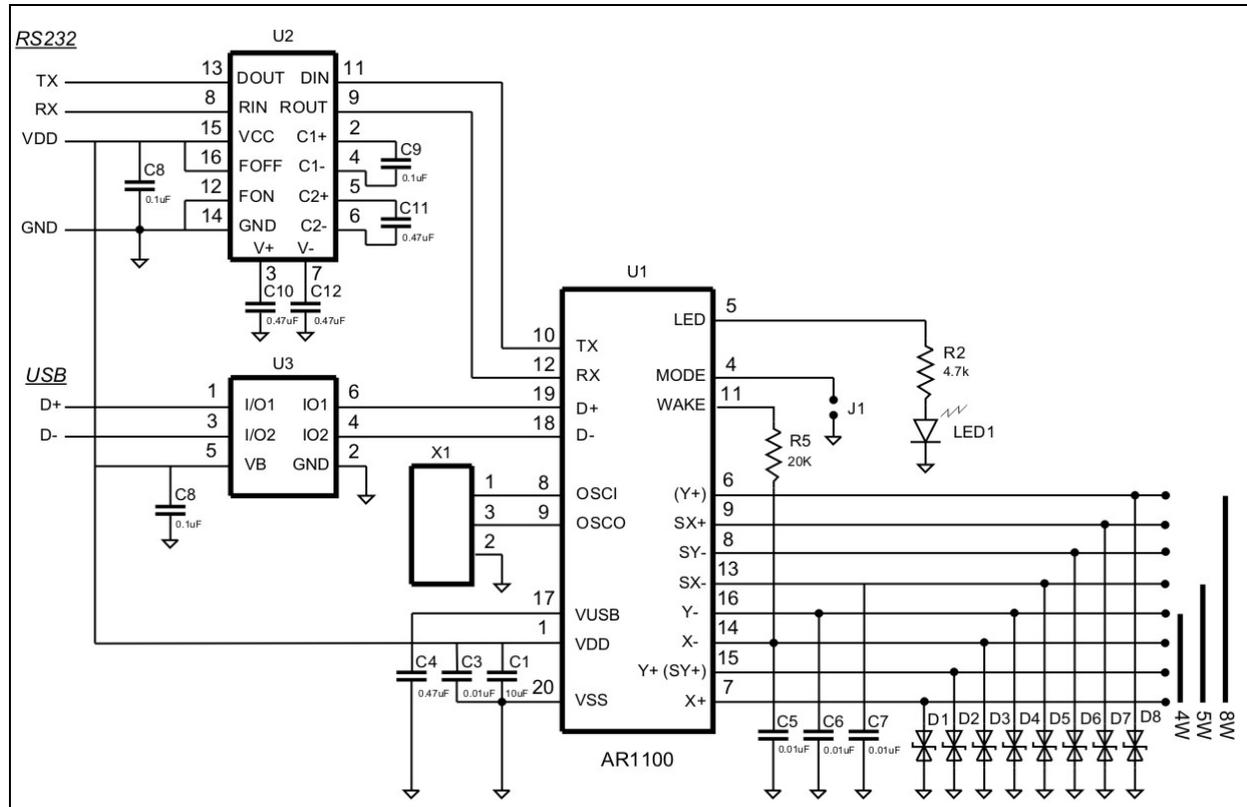 RS232
U2
TX 13 DOUT DIN 11
RX 8 RIN ROUT 9
VDD 15 VCC C1+ 2
C8 0.1uF 16 FOFF C1- 4 C9 0.1uF
12 FON C2+ 5
GND 14 GND C2- 6 C11 0.47uF
V+ V-
3 7
C10 C12
0.47uF 0.47uF
USB
U3
D+ 1 I/O1 IO1 6
D- 3 I/O2 IO2 4
5 VB GND 2
C8
0.1uF
X1
1
3
2
U1
LED 5
10 TX
12 RX
19 D+
18 D-
8 OSCI
9 OSCO
17 VUSB
1 VDD
20 VSS
MODE 4
WAKE 11
(Y+) 6
SX+ 9
SY- 8
SX- 13
Y- 16
X- 14
Y+ (SY+) 15
X+ 7
AR1100
R2
4.7k
J1
LED1
R5
20K
C4 C3 C1
0.47uF 0.01uF 10uF
C5 C6 C7
0.01uF 0.01uF 0.01uF
D1 D2 D3 D4 D5 D6 D7 D8
4W 5W 8W